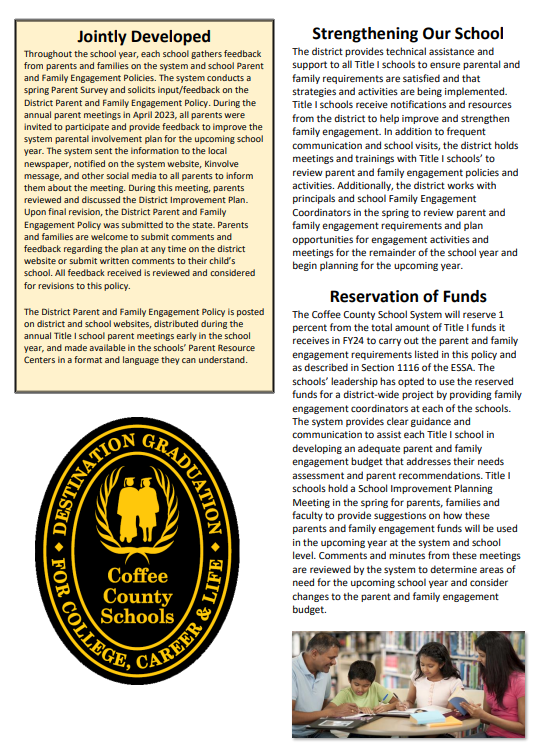 Jointly Developed
Throughout the school year, each school gathers feedback
from parents and families on the system and school Parent
and Family Engagement Policies. The system conducts a
spring Parent Survey and solicits input/feedback on the
District Parent and Family Engagement Policy. During the
annual parent meetings in April 2023, all parents were
invited to participate and provide feedback to improve the
system parental involvement plan for the upcoming school
year. The system sent the information to the local
newspaper, notified on the system website, Kinvolve
message, and other social media to all parents to inform
them about the meeting. During this meeting, parents
reviewed and discussed the District Improvement Plan.
Upon final revision, the District Parent and Family
Engagement Policy was submitted to the state. Parents
and families are welcome to submit comments and
feedback regarding the plan at any time on the district
website or submit written comments to their child's
school. All feedback received is reviewed and considered
for revisions to this policy.
The District Parent and Family Engagement Policy is posted
on district and school websites, distributed during the
annual Title I school parent meetings early in the school
year, and made available in the schools' Parent Resource
Centers in a format and language they can understand.
DESTINATION GRADUATION
Coffee
County
Schools
FOR COLLEGE, CAREER & LIFE
Strengthening Our School
The district provides technical assistance and
support to all Title I schools to ensure parental and
family requirements are satisfied and that
strategies and activities are being implemented.
Title I schools receive notifications and resources
from the district to help improve and strengthen
family engagement. In addition to frequent
communication and school visits, the district holds
meetings and trainings with Title I schools' to
review parent and family engagement policies and
activities. Additionally, the district works with
principals and school Family Engagement
Coordinators in the spring to review parent and
family engagement requirements and plan
opportunities for engagement activities and
meetings for the remainder of the school year and
begin planning for the upcoming year.
Reservation of Funds
The Coffee County School System will reserve 1
percent from the total amount of Title I funds it
receives in FY24 to carry out the parent and family
engagement requirements listed in this policy and
as described in Section 1116 of the ESSA. The
schools' leadership has opted to use the reserved
funds for a district-wide project by providing family
engagement coordinators at each of the schools.
The system provides clear guidance and
communication to assist each Title I school in
developing an adequate parent and family
engagement budget that addresses their needs
assessment and parent recommendations. Title I
schools hold a School Improvement Planning
Meeting in the spring for parents, families and
faculty to provide suggestions on how these
parents and family engagement funds will be used
in the upcoming year at the system and school
level. Comments and minutes from these meetings
are reviewed by the system to determine areas of
need for the upcoming school year and consider
changes to the parent and family engagement
budget.